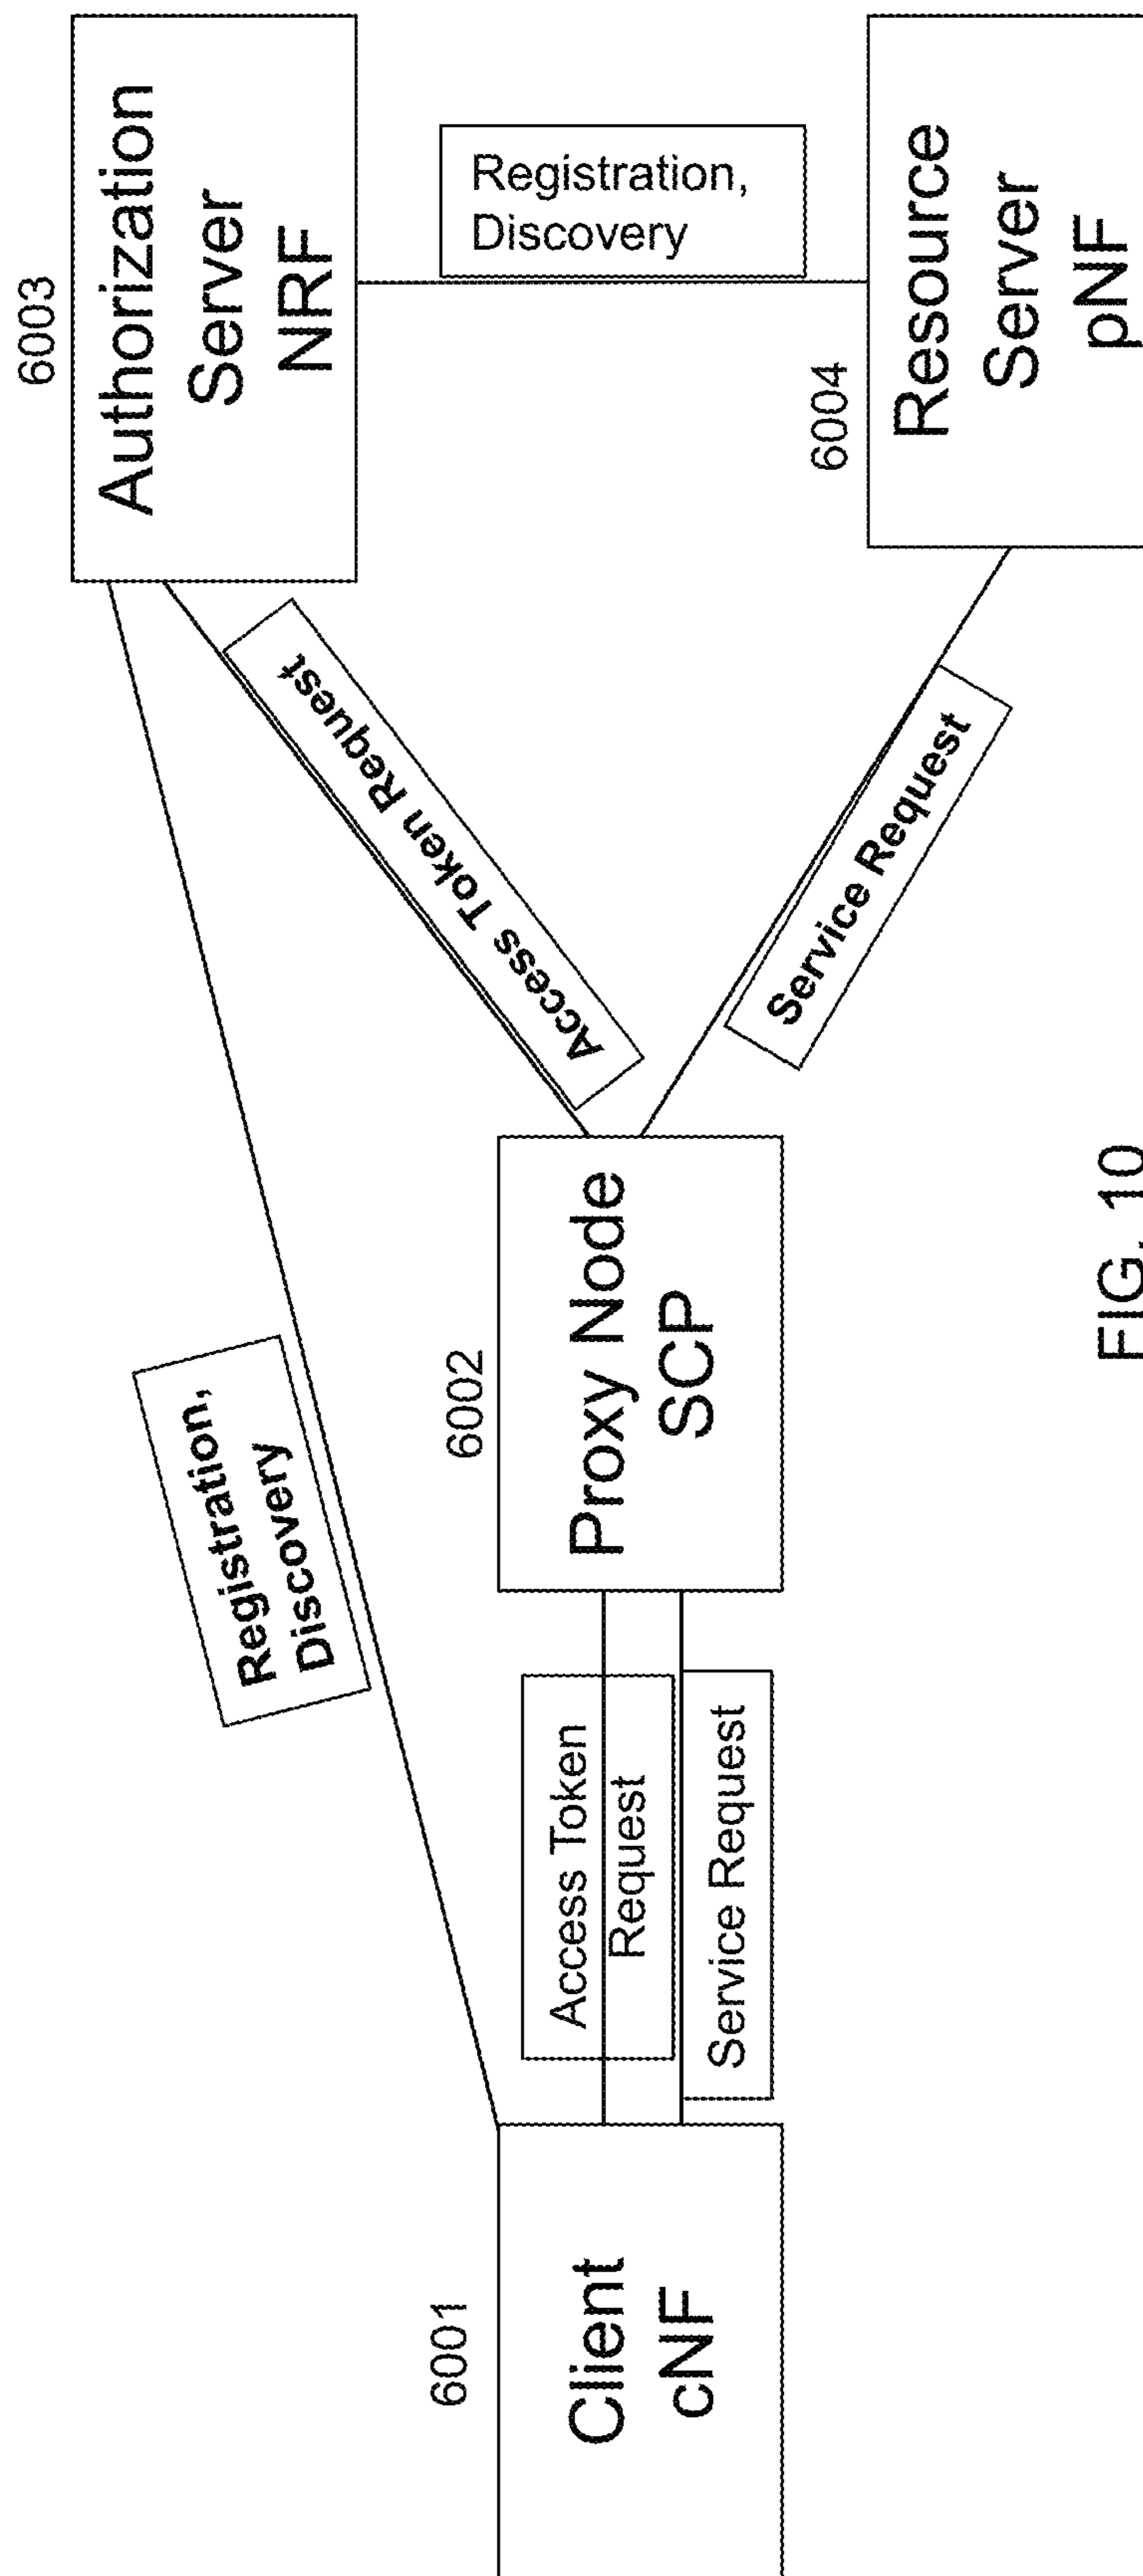 6003
Authorization
Server
NRF
Registration,
Discovery
Registration,
Discovery
Access Token Request
6002
Proxy Node
SCP
6004
Resource
Server
pNF
6001
Client
cNF
Access Token
Request
Service Request
Service Request
FIG. 10